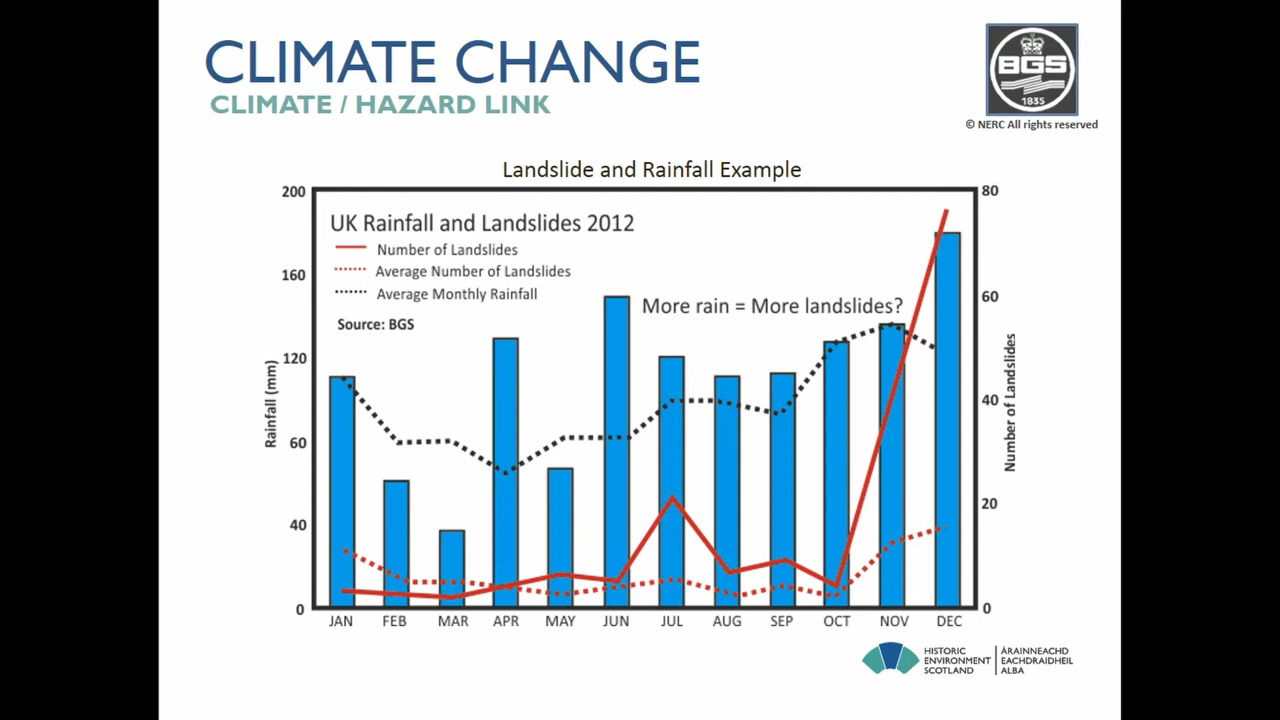 CLIMATE CHANGE
CLIMATE / HAZARD LINK
BGS
1835
© NERC All rights reserved
Landslide and Rainfall Example
UK Rainfall and Landslides 2012
Number of Landslides
Average Number of Landslides
Average Monthly Rainfall
Source: BGS
More rain = More landslides?
200
160
120
60
40
0
Rainfall (mm)
80
60
40
20
0
Number of Landslides
JAN FEB MAR APR MAY JUN JUL AUG SEP OCT NOV DEC
HISTORIC
ENVIRONMENT
SCOTLAND
ÀRAINNEACHD
EACHDRAIDHEIL
ALBA